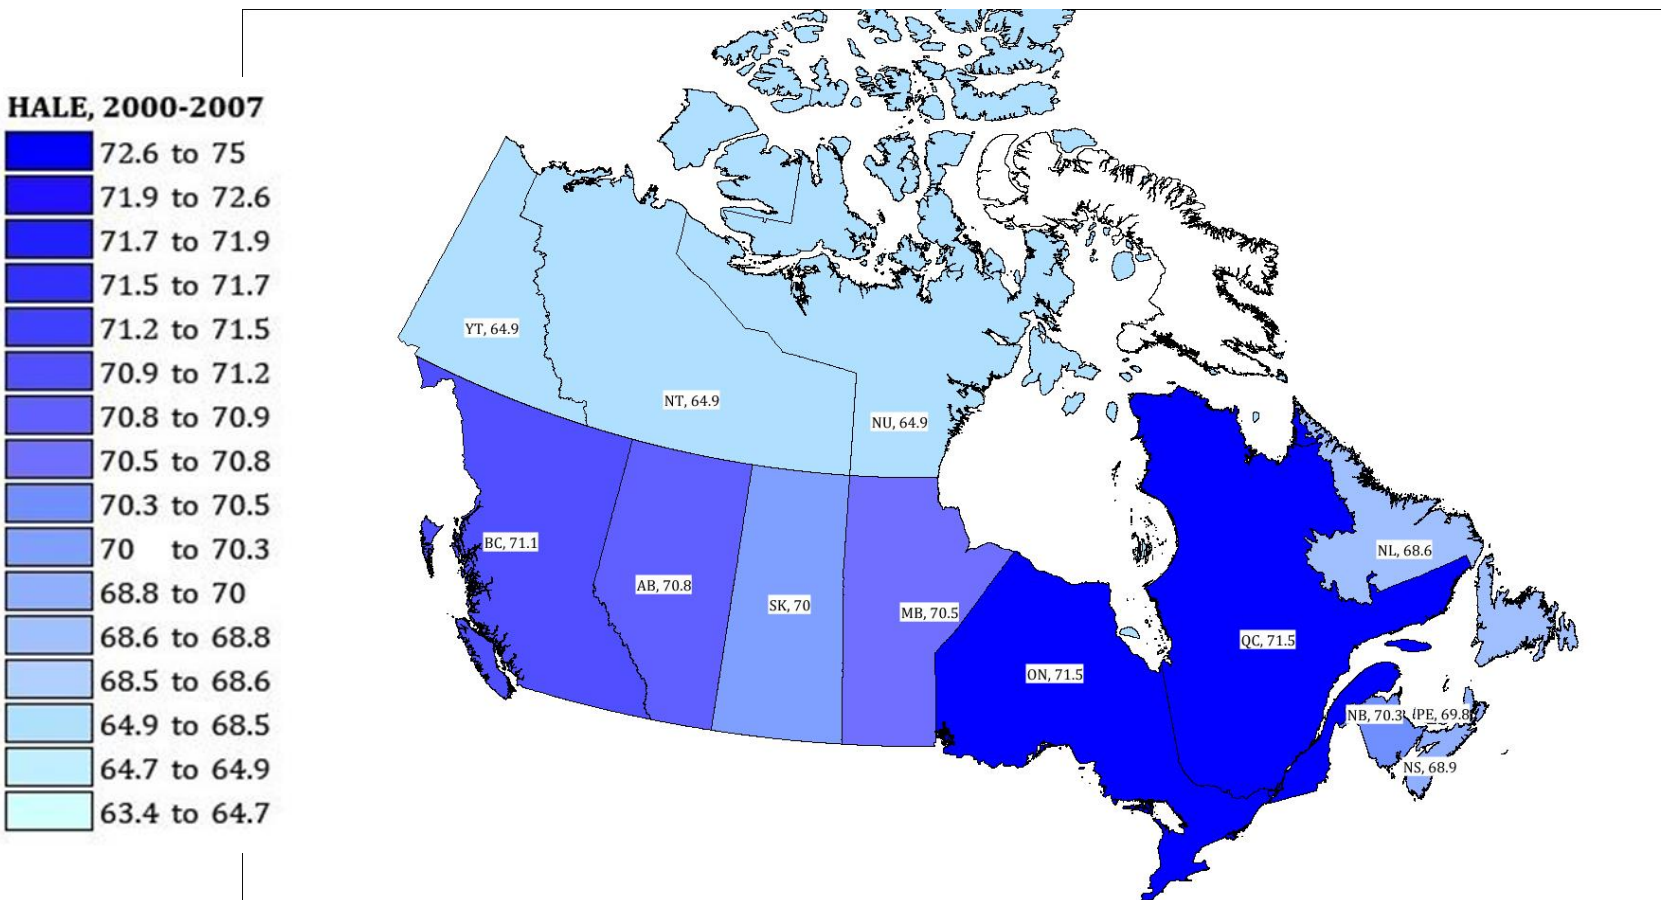 HALE, 2000-2007
72.6 to 75
71.9 to 72.6
71.7 to 71.9
71.5 to 71.7
71.2 to 71.5
70.9 to 71.2
70.8 to 70.9
70.5 to 70.8
70.3 to 70.5
70 to 70.3
68.8 to 70
68.6 to 68.8
68.5 to 68.6
64.9 to 68.5
64.7 to 64.9
63.4 to 64.7
YT, 64.9
NT, 64.9
NU, 64.9
BC, 71.1
AB, 70.8
SK, 70
MB, 70.5
ON, 71.5
QC, 71.5
NL, 68.6
NB, 70.3
PE, 69.8
NS, 68.9